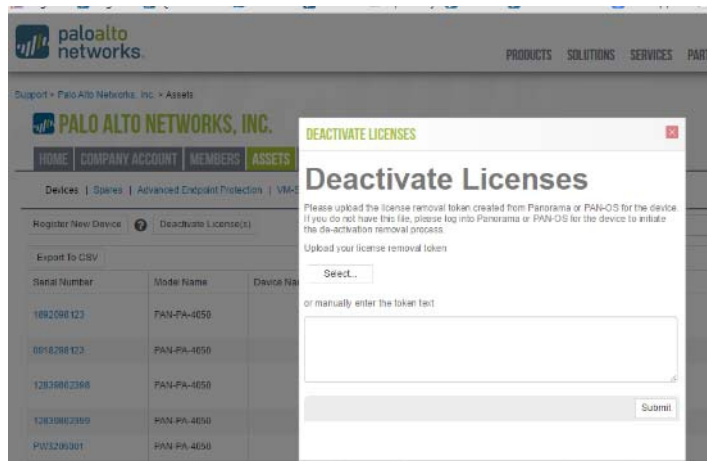 paloalto
networks.
PRODUCTS SOLUTIONS SERVICES PAR
Support > Palo Alto Networks, Inc. > Assets
PALO ALTO NETWORKS, INC.
HOME COMPANY ACCOUNT MEMBERS ASSETS
Devices | Spares | Advanced Endpoint Protection | VM-S
Register New Device ? Deactivate License(s)
Export To CSV
Serial Number Model Name Device Na
PAN-PA-4050
PAN-PA-4050
PAN-PA-4050
PAN-PA-4050
PAN-PA-4050
DEACTIVATE LICENSES
Deactivate Licenses
Please upload the license removal token created from Panorama or PAN-OS for the device.
If you do not have this file, please log into Panorama or PAN-OS for the device to initiate
the de-activation removal process.
Upload your license removal token
Select...
or manually enter the token text
Submit